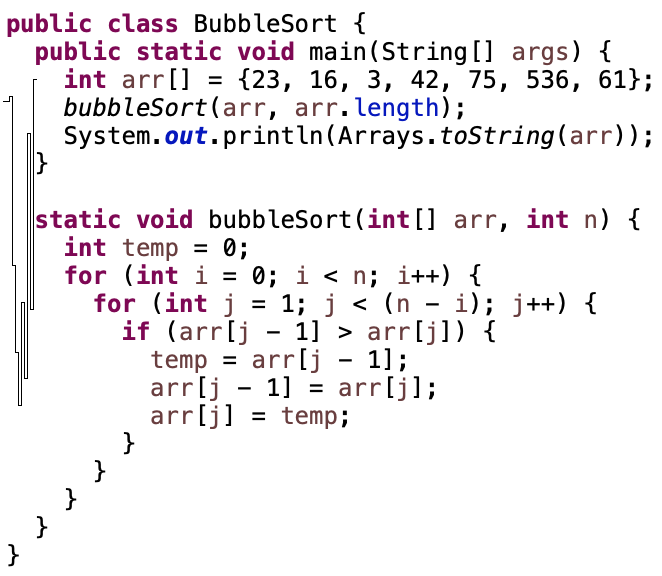 public class BubbleSort {
  public static void main(String[] args) {
    int arr[] = {23, 16, 3, 42, 75, 536, 61};
    bubbleSort(arr, arr.length);
    System.out.println(Arrays.toString(arr));
  }

  static void bubbleSort(int[] arr, int n) {
    int temp = 0;
    for (int i = 0; i < n; i++) {
      for (int j = 1; j < (n - i); j++) {
        if (arr[j - 1] > arr[j]) {
          temp = arr[j - 1];
          arr[j - 1] = arr[j];
          arr[j] = temp;
        }
      }
    }
  }
}